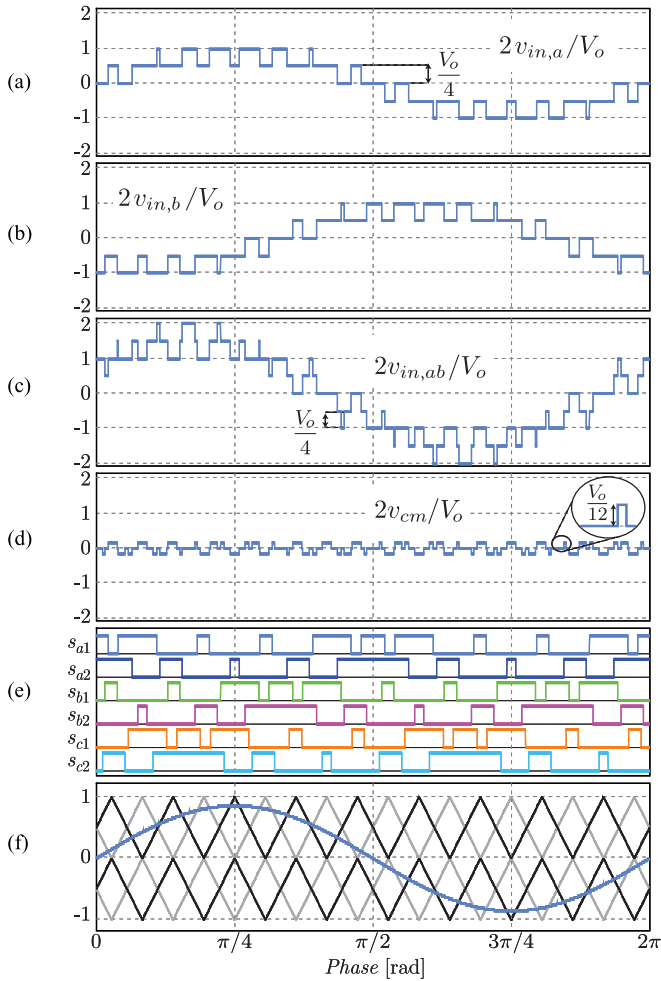 2
1
(a)
0
-1
-2
2v_{in,a}/V_o
V_o/4
2
1
(b)
0
-1
-2
2v_{in,b}/V_o
2
1
(c)
0
-1
-2
2v_{in,ab}/V_o
V_o/4
2
1
(d)
0
-1
-2
2v_{cm}/V_o
V_o/12
(e)
s_{a1}
s_{a2}
s_{b1}
s_{b2}
s_{c1}
s_{c2}
1
(f)
0
-1
0 π/4 π/2 3π/4 2π
Phase [rad]